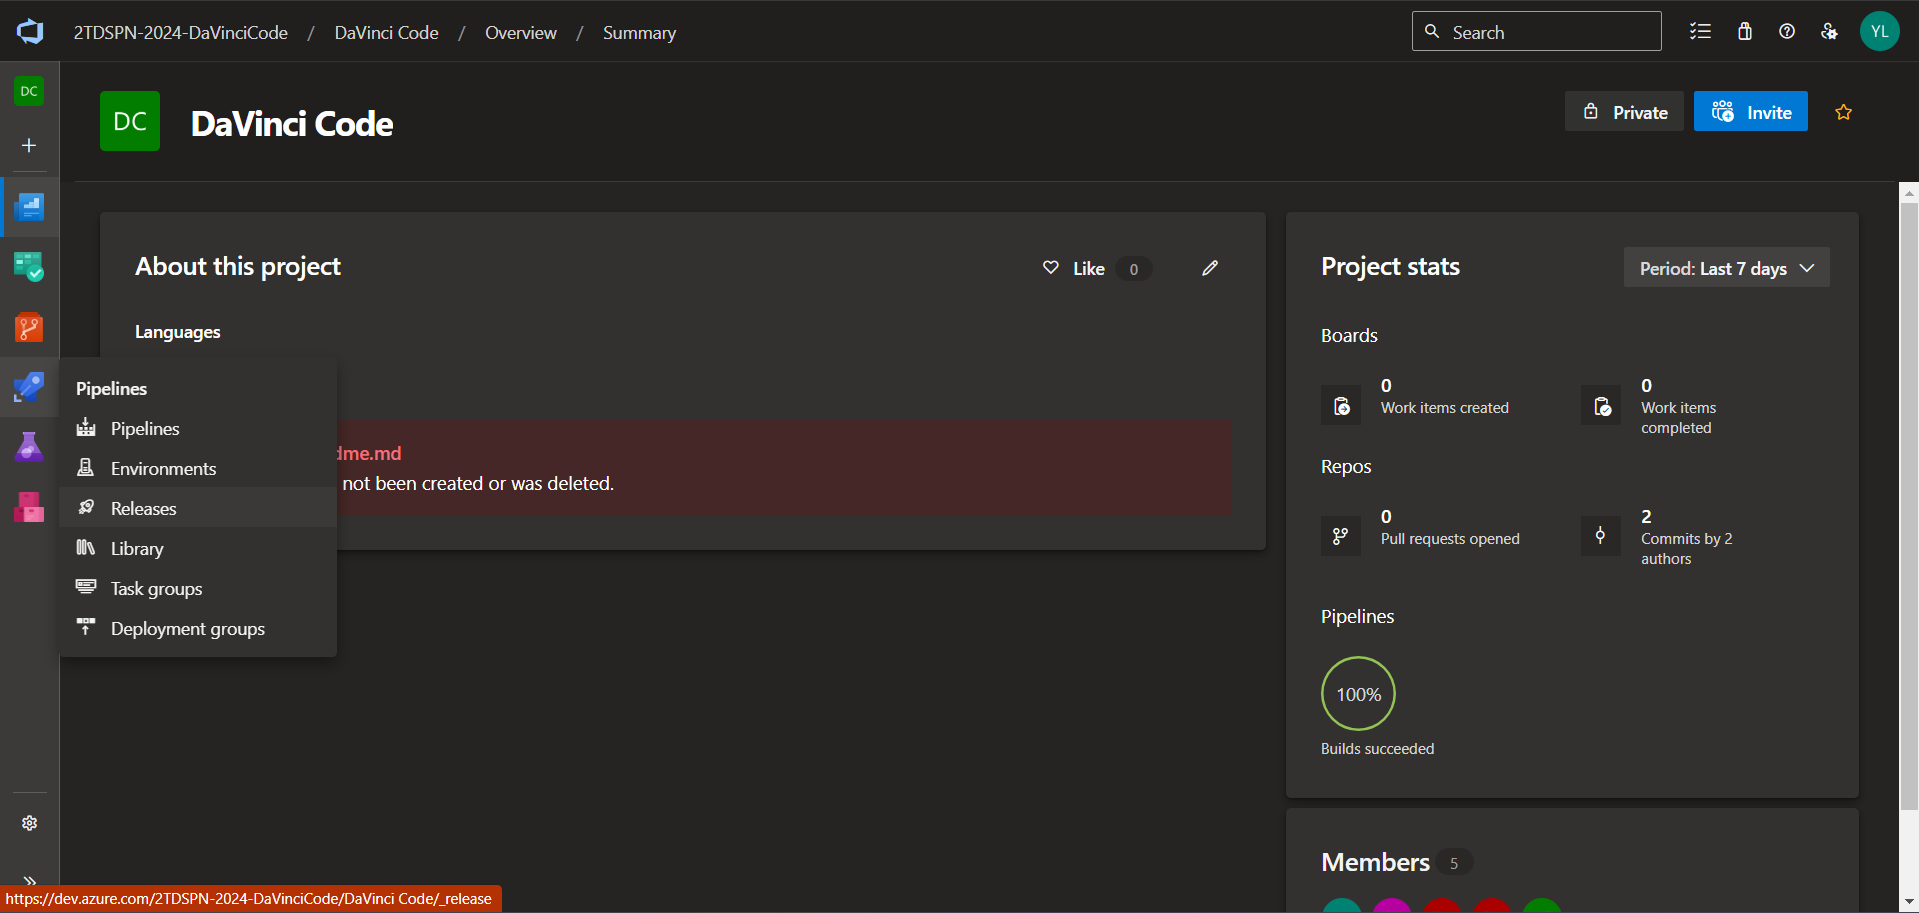 2TDSPN-2024-DaVinciCode / DaVinci Code / Overview / Summary
Search
YL
DC
DC
DaVinci Code
Private
Invite
About this project
Like 0
Languages
dme.md
not been created or was deleted.
Pipelines
Pipelines
Environments
Releases
Library
Task groups
Deployment groups
Project stats
Period: Last 7 days
Boards
0
Work items created
0
Work items
completed
Repos
0
Pull requests opened
2
Commits by 2
authors
Pipelines
100%
Builds succeeded
Members 5
https://dev.azure.com/2TDSPN-2024-DaVinciCode/DaVinci Code/_release